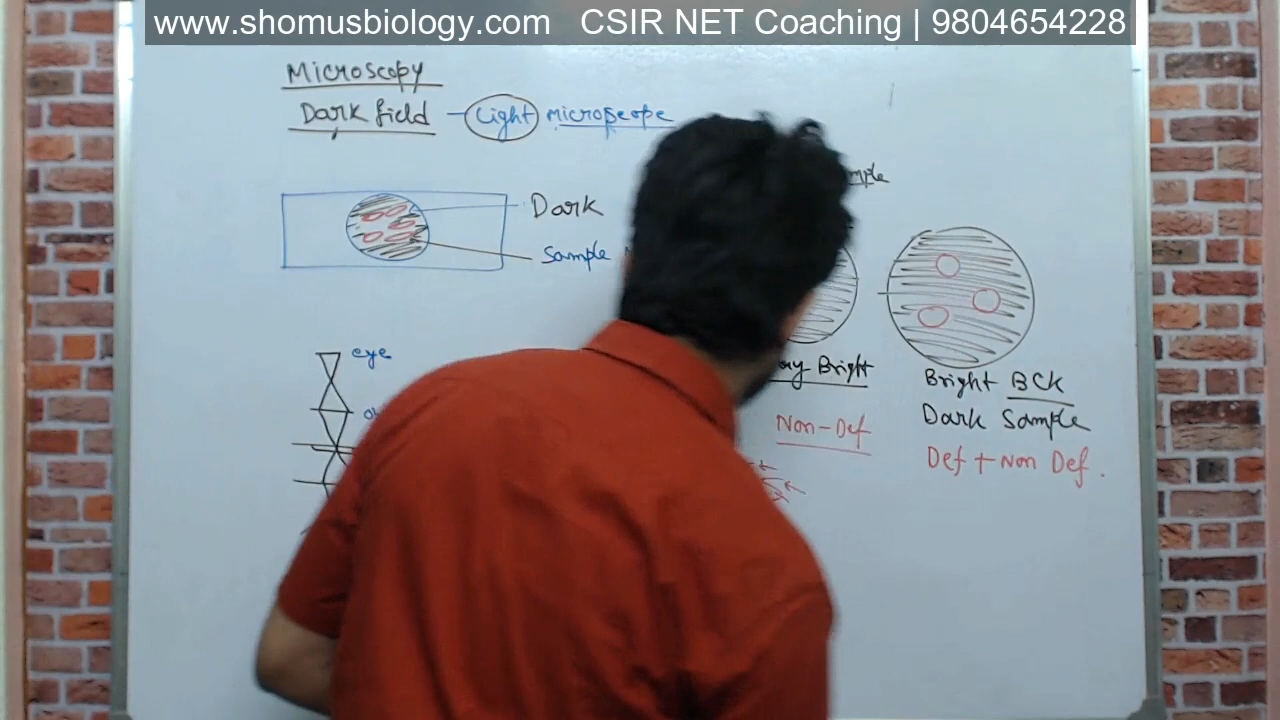 www.shomusbiology.com CSIR NET Coaching | 9804654228
Microscopy
Dark field - Light microscope
Dark
Sample
eye
Bright
Non-Def
Bright BCK
Dark Sample
Def + Non Def.